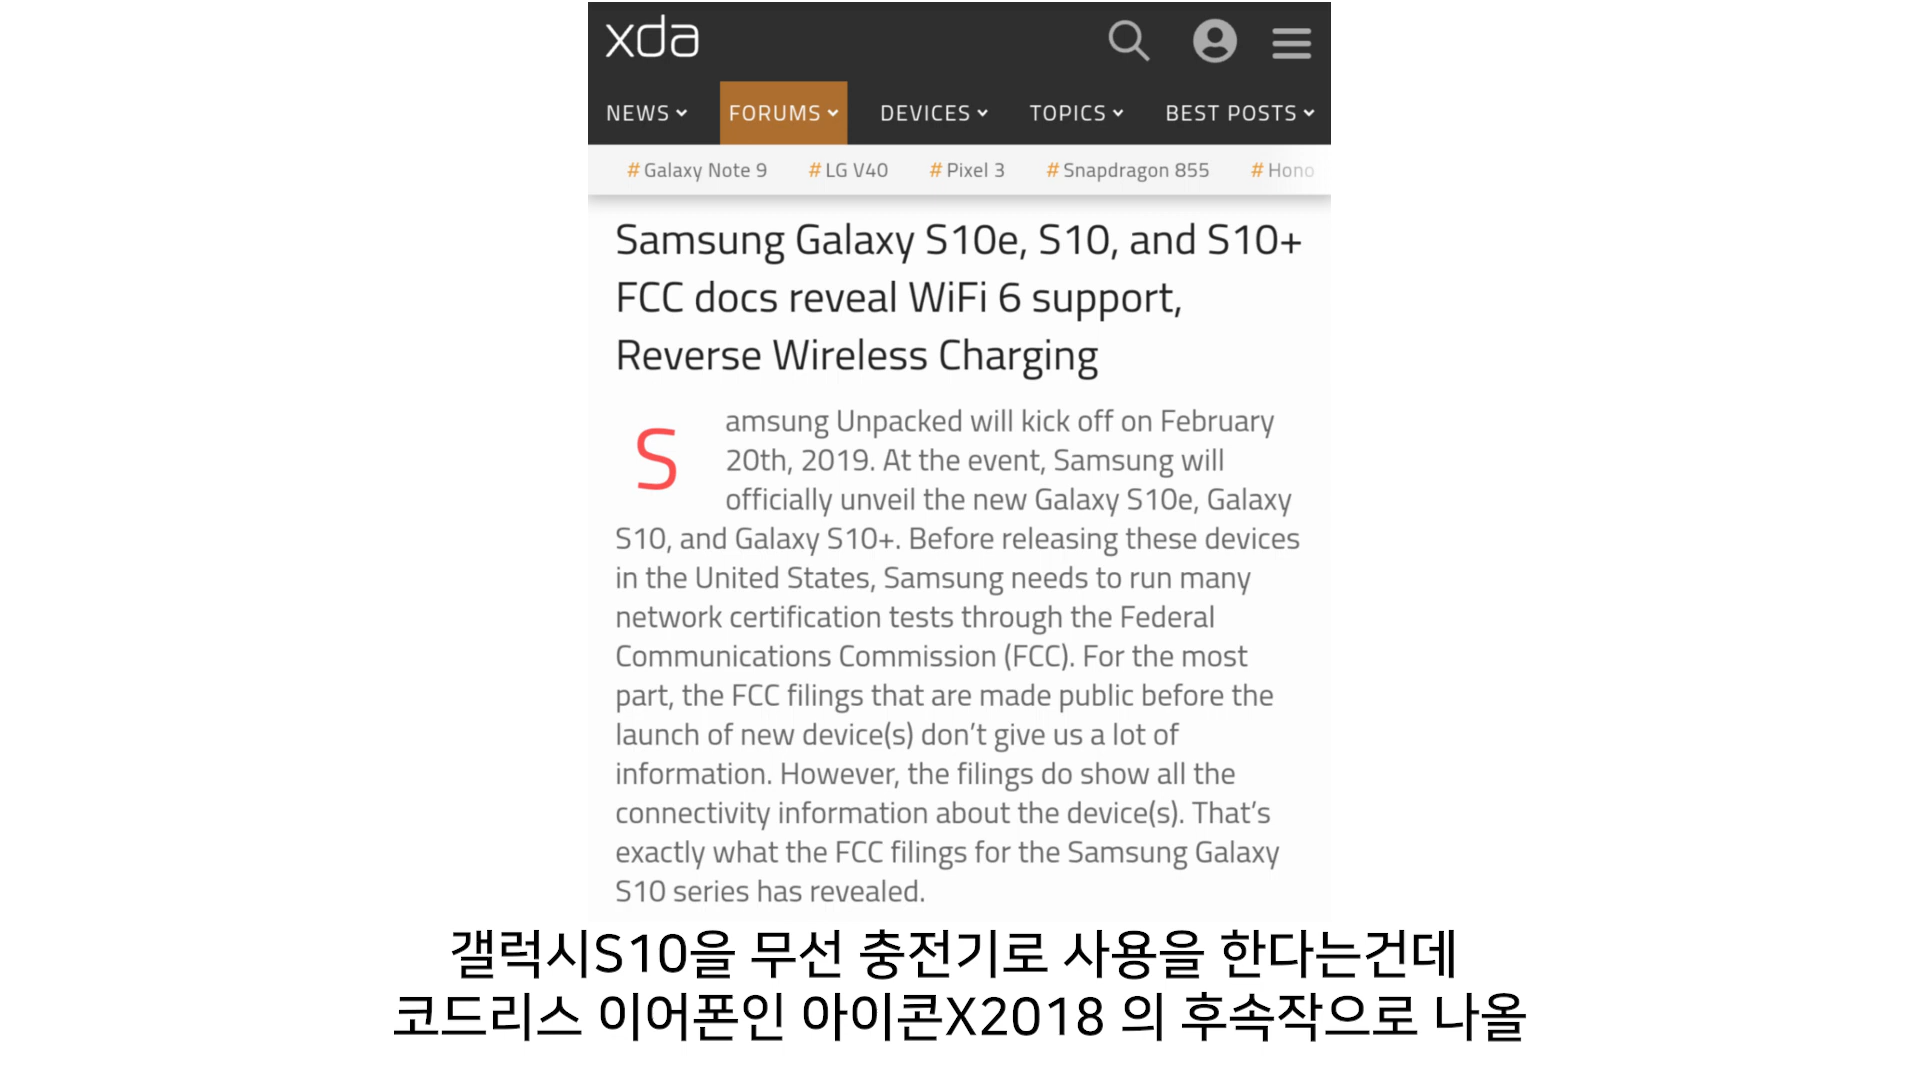 xda
NEWS FORUMS DEVICES TOPICS BEST POSTS
# Galaxy Note 9 # LG V40 # Pixel 3 # Snapdragon 855 # Hono
Samsung Galaxy S10e, S10, and S10+
FCC docs reveal WiFi 6 support,
Reverse Wireless Charging
Samsung Unpacked will kick off on February
20th, 2019. At the event, Samsung will
officially unveil the new Galaxy S10e, Galaxy
S10, and Galaxy S10+. Before releasing these devices
in the United States, Samsung needs to run many
network certification tests through the Federal
Communications Commission (FCC). For the most
part, the FCC filings that are made public before the
launch of new device(s) don’t give us a lot of
information. However, the filings do show all the
connectivity information about the device(s). That’s
exactly what the FCC filings for the Samsung Galaxy
S10 series has revealed.
갤럭시S10을 무선 충전기로 사용을 한다는건데
코드리스 이어폰인 아이콘X2018 의 후속작으로 나올